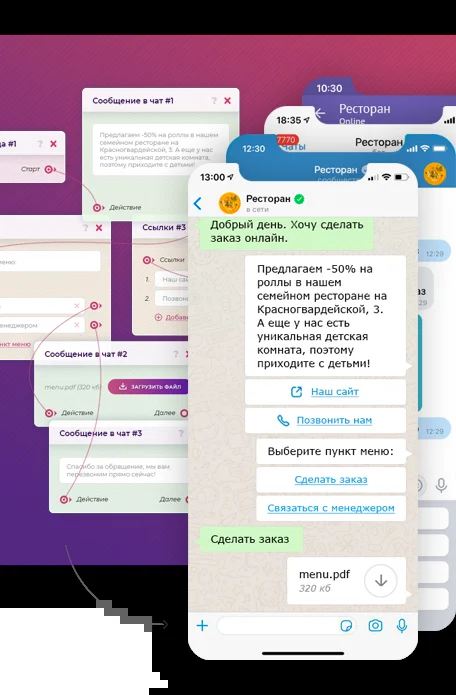 10:30
Ресторан
Online
18:35
7770
Чаты
Ресторан
12:30
Ресторан
Сообщение в чат #1
Предлагаем -50% на роллы в нашем
семейном ресторане на
Красногвардейской, 3. А еще у нас
есть уникальная детская комната,
поэтому приходите с детьми!
Действие
#1
Старт
меню
менеджером
пункт меню
Ссылки #3
Ссылки
1. Наш сай
2. Позвони
Добави
Сообщение в чат #2
menu.pdf (320 кб)
ЗАГРУЗИТЬ ФАЙЛ
Действие
Далее
Сообщение в чат #3
Спасибо за обращение, мы вам
перезвоним прямо сейчас!
Действие
Далее
13:00
Ресторан
в сети
Добрый день. Хочу сделать
заказ онлайн.
Предлагаем -50% на
роллы в нашем
семейном ресторане на
Красногвардейской, 3.
А еще у нас есть
уникальная детская
комната, поэтому
приходите с детьми!
Наш сайт
Позвонить нам
Выберите пункт меню:
Сделать заказ
Связаться с менеджером
Сделать заказ
menu.pdf
320 кб
12:29
12:29
12:29